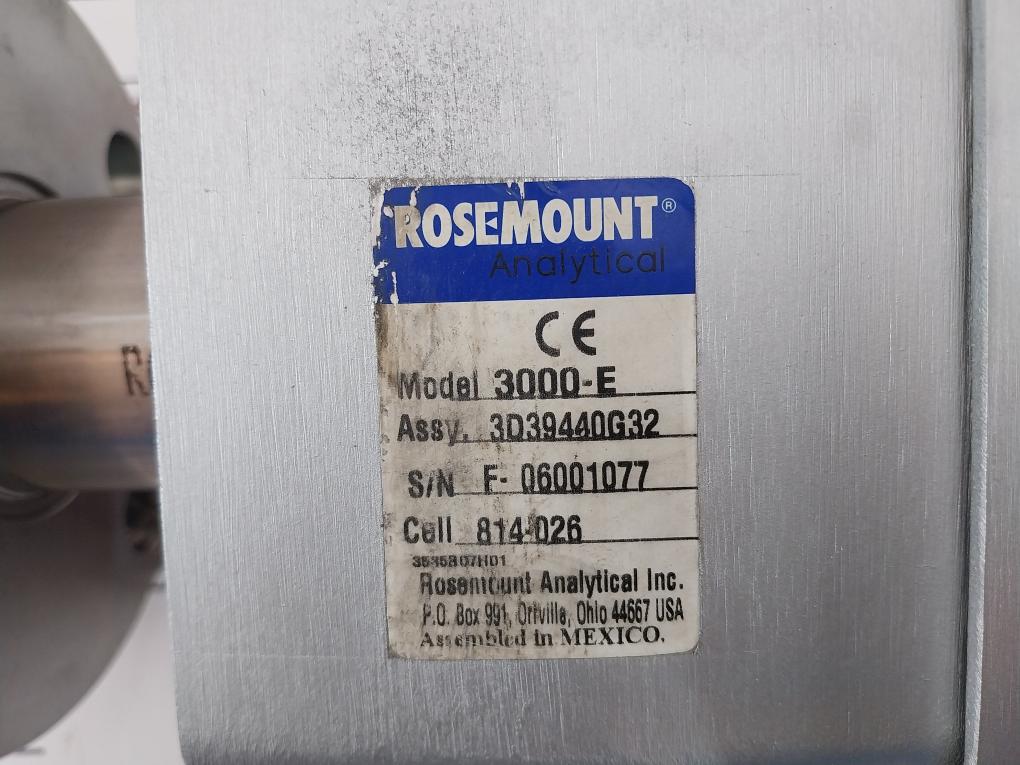 ROSEMOUNT®
Analytical
CE
Model 3000-E
Assy. 3D39440G32
S/N F- 06001077
Cell 814-026
3535B07H01
Rosemount Analytical Inc.
P.O. Box 991, Orrville, Ohio 44667 USA
Assembled in MEXICO.